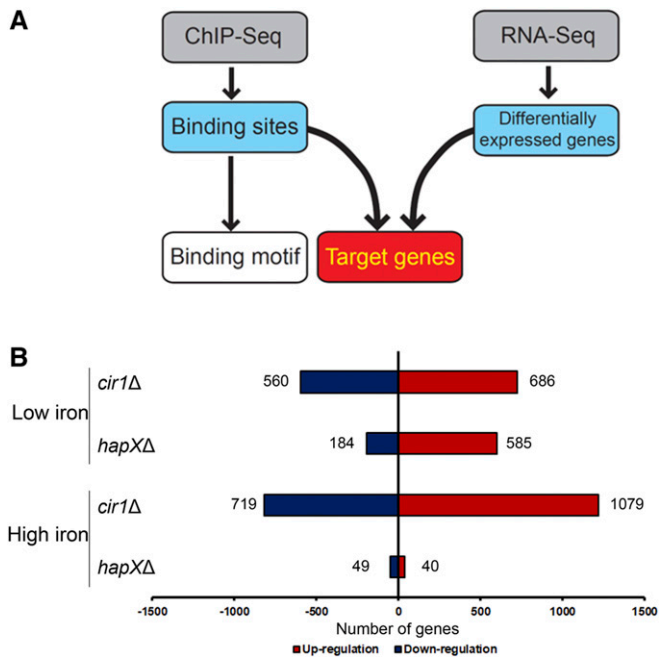 A
ChIP-Seq
RNA-Seq
Binding sites
Differentially
expressed genes
Binding motif
Target genes
B
Low iron
cir1Δ
560
686
hapXΔ
184
585
High iron
cir1Δ
719
1079
hapXΔ
49
40
-1500 -1000 -500 0 500 1000 1500
Number of genes
Up-regulation Down-regulation